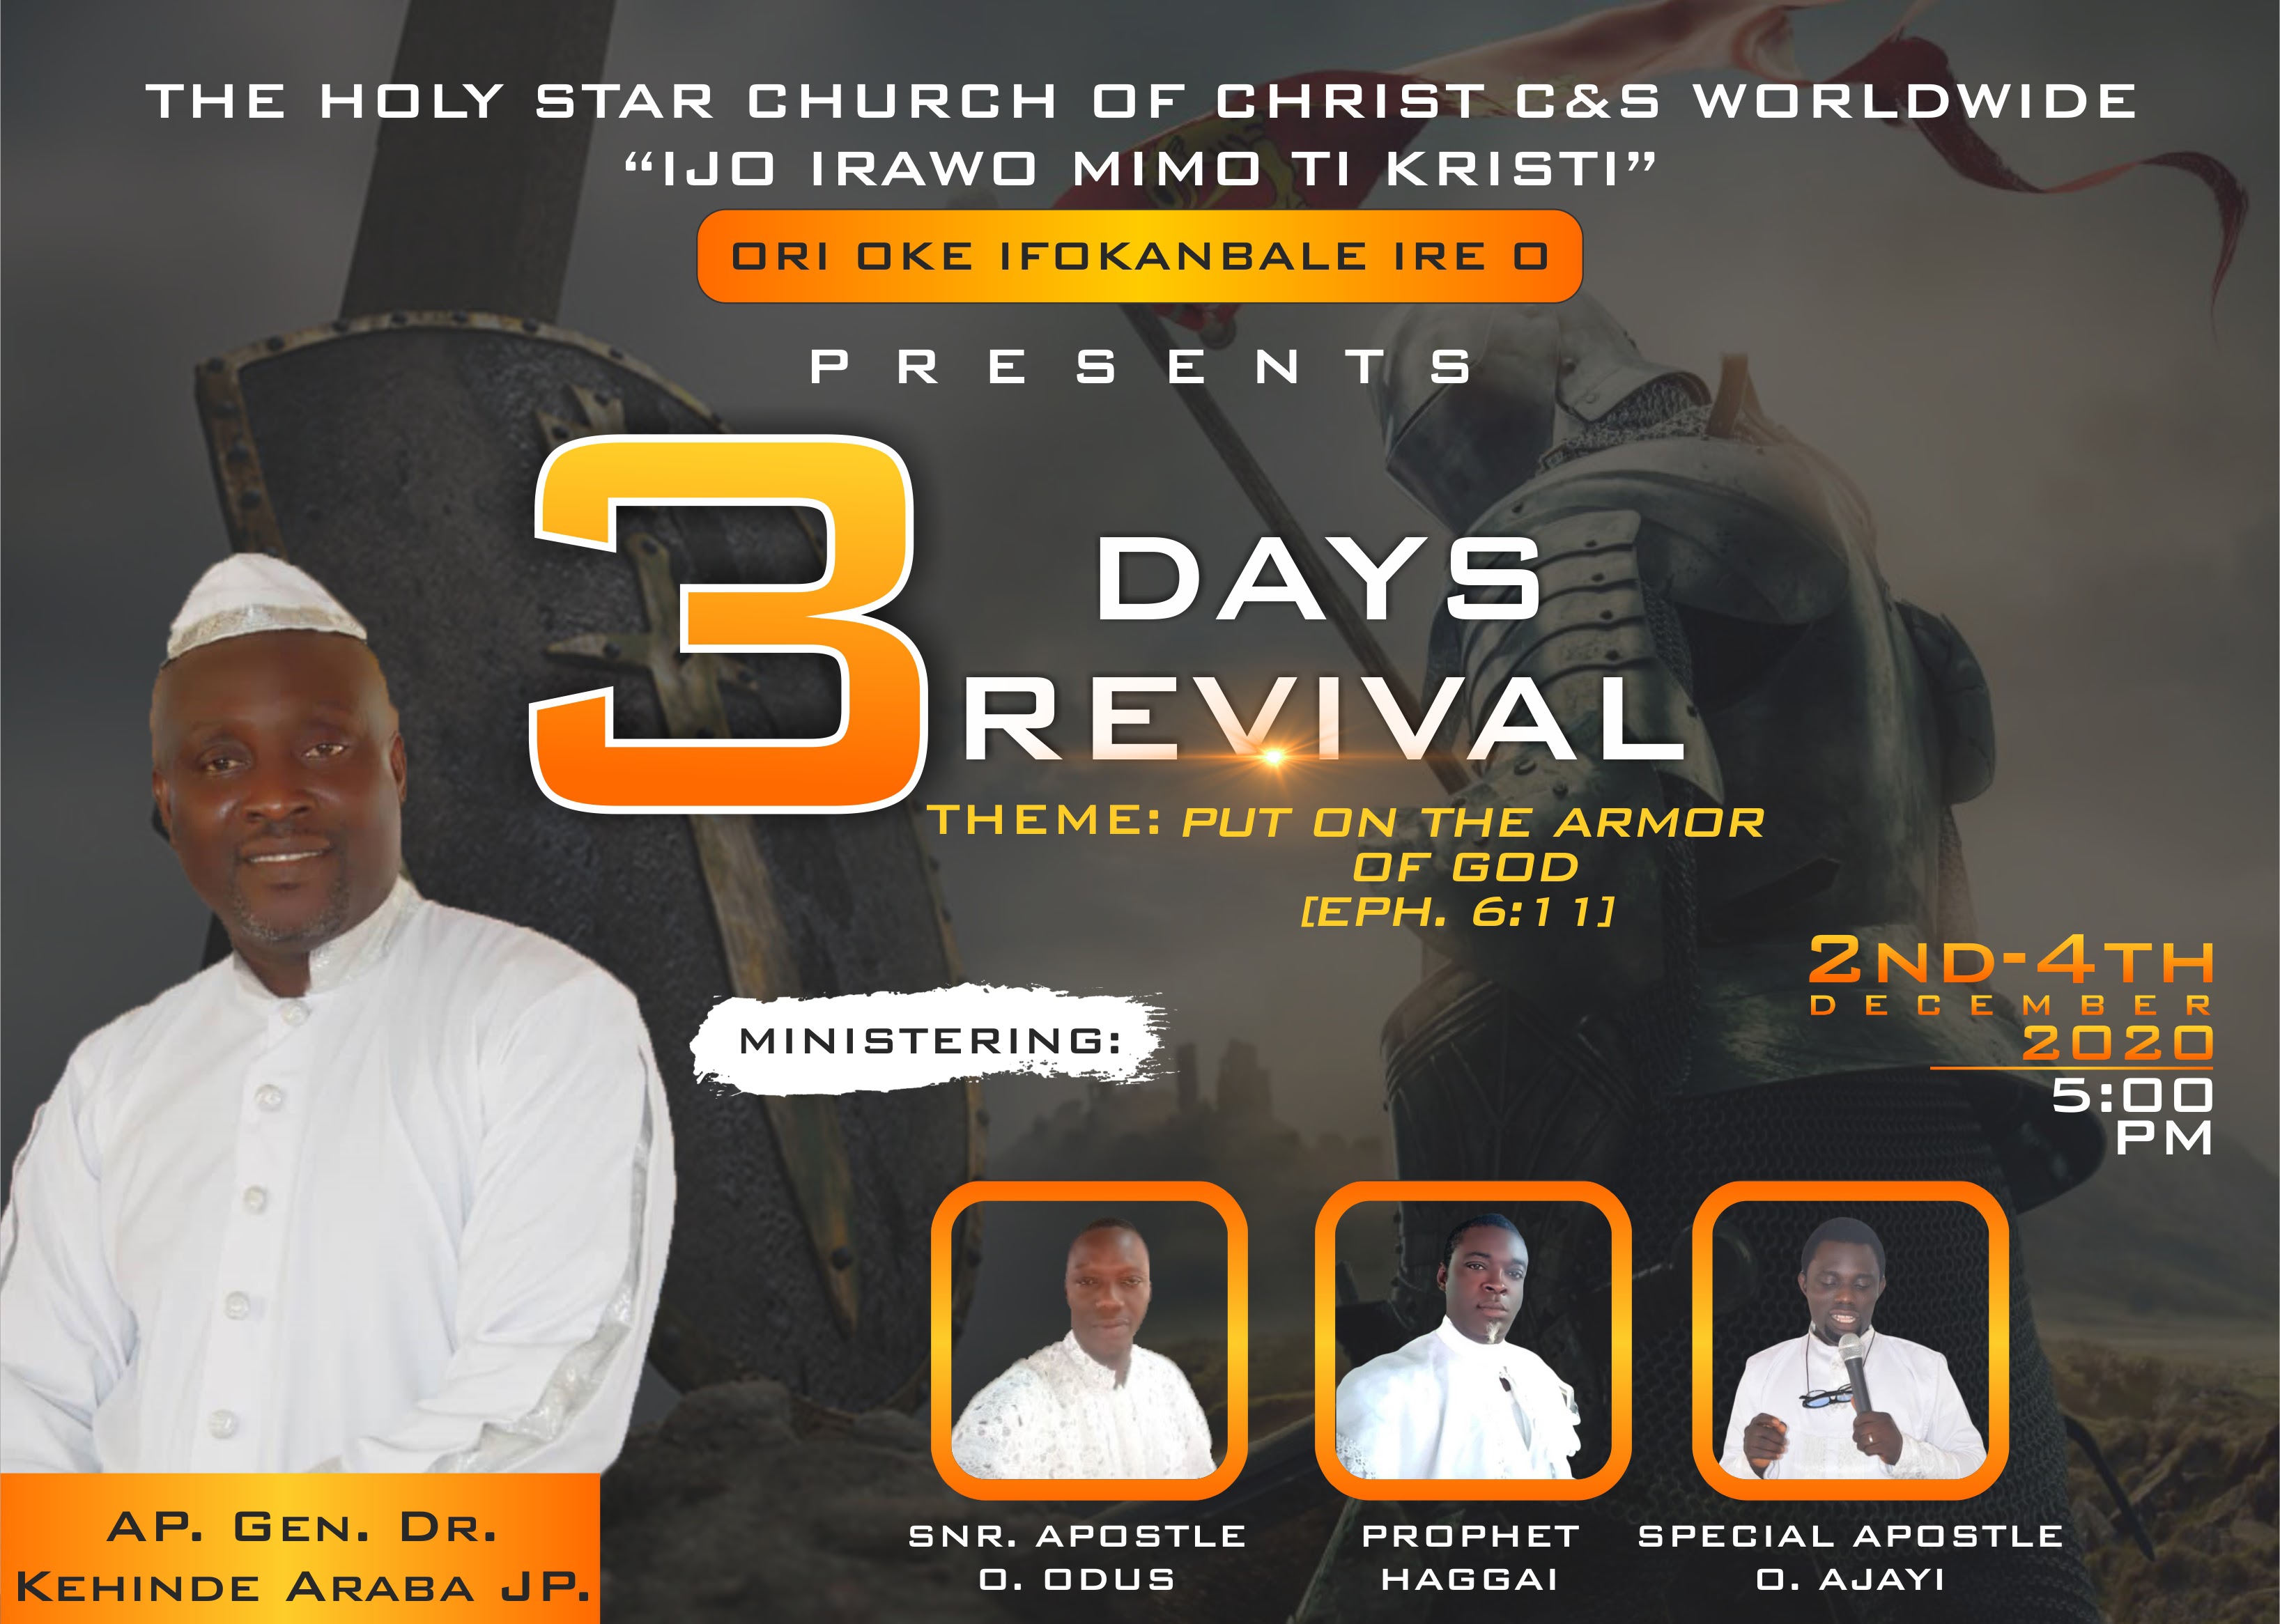 THE HOLY STAR CHURCH OF CHRIST C&S WORLDWIDE
“IJO IRAWO MIMO TI KRISTI”
ORI OKE IFOKANBALE IRE O
PRESENTS
3 DAYS
REVIVAL
THEME: PUT ON THE ARMOR
OF GOD
[EPH. 6:11]
2ND-4TH
DECEMBER
2020
5:00
PM
MINISTERING:
AP. GEN. DR.
KEHINDE ARABA JP.
SNR. APOSTLE
O. ODUS
PROPHET
HAGGAI
SPECIAL APOSTLE
O. AJAYI